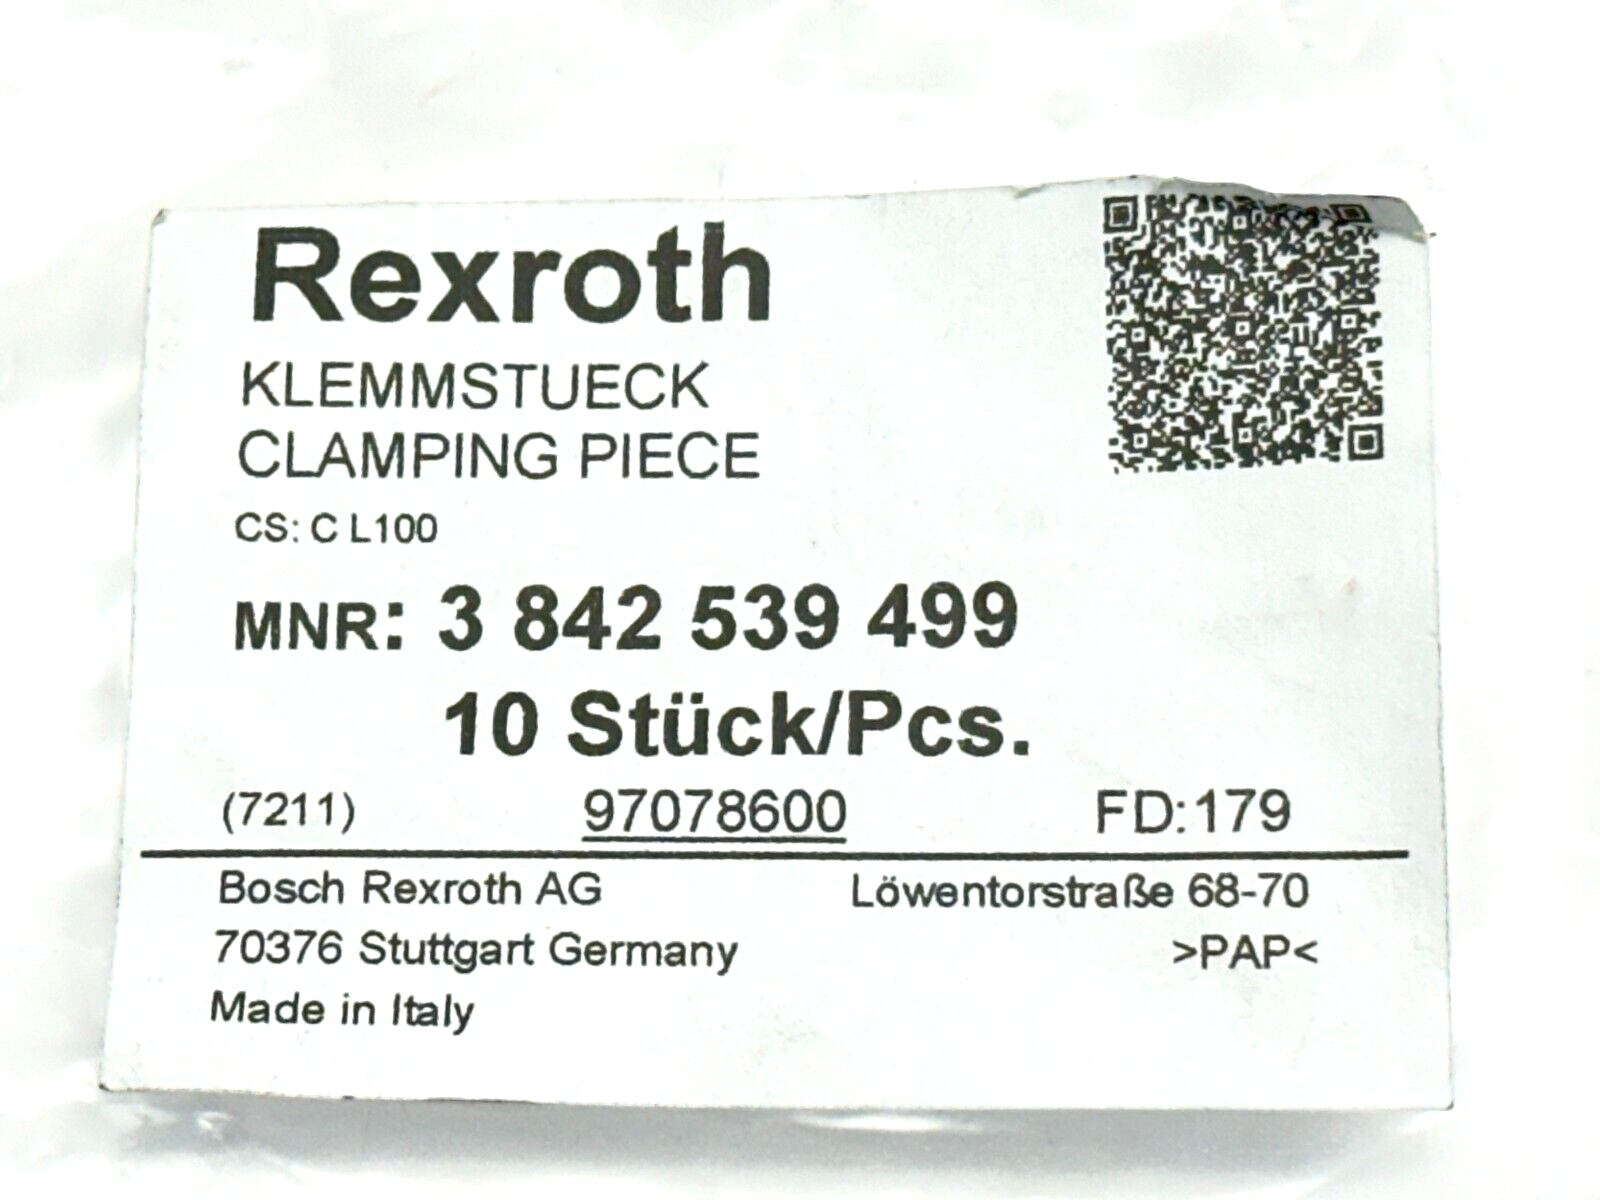 Rexroth
KLEMMSTUECK
CLAMPING PIECE
CS: C L100
MNR: 3 842 539 499
10 Stück/Pcs.
(7211) 97078600 FD:179
Bosch Rexroth AG Löwentorstraße 68-70
70376 Stuttgart Germany >PAP<
Made in Italy